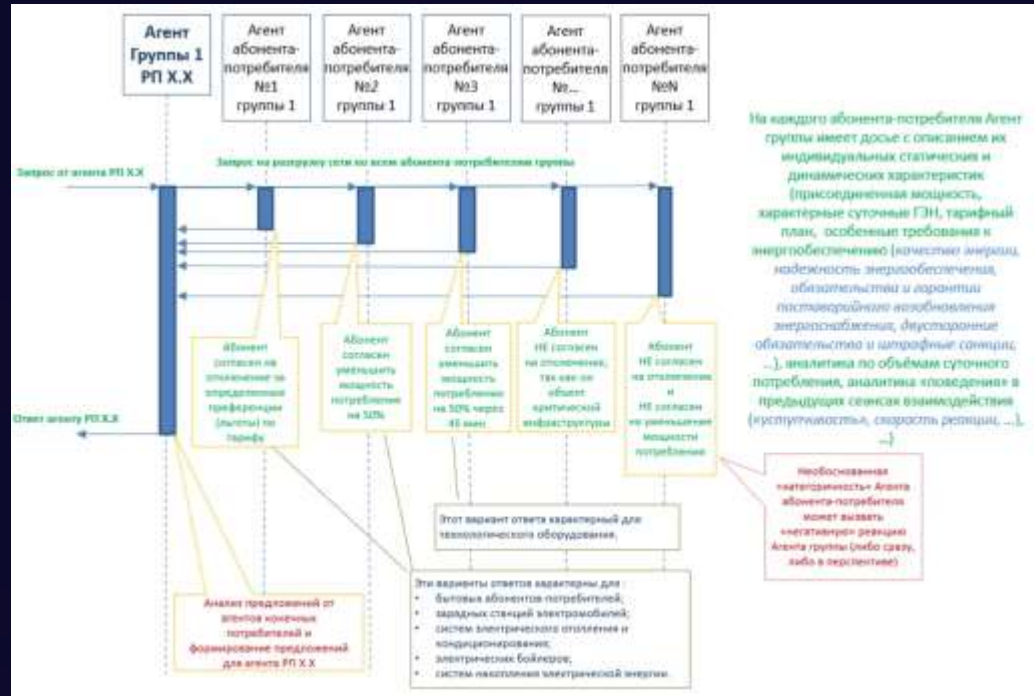 Агент
Группы 1
РП Х.Х
Агент
абонента-
потребителя
№1
группы 1
Агент
абонента-
потребителя
№2
группы 1
Агент
абонента-
потребителя
№3
группы 1
Агент
абонента-
потребителя
№...
группы 1
Агент
абонента-
потребителя
№N
группы 1
Запрос от агента РП Х.Х
Запрос на разгрузку сети по всем абонента-потребителям группы
Ответ агенту РП Х.Х
Абонент
согласен на
отключение за
определенные
преференции
(льготы) по
тарифу
Абонент
согласен
уменьшить
мощность
потребления
на 50%
Абонент
согласен
уменьшить
мощность
потребления
на 50% через
45 мин
Абонент
НЕ согласен
на отключение,
так как он
объект
критической
инфраструктуры
Абонент
НЕ согласен
на отключение
и
НЕ согласен
на уменьшение
мощности
потребления
На каждого абонента-потребителя Агент
группы имеет досье с описанием их
индивидуальных статических и
динамических характеристик
(присоединенная мощность,
характерные суточные ГЭН, тарифный
план, особенные требования к
энергообеспечению (качество энергии,
надежность энергообеспечения,
обязательства и гарантии
поставарийного возобновления
энергоснабжения, двусторонние
обязательства и штрафные санкции,
...), аналитика по объёмам суточного
потребления, аналитика «поведения» в
предыдущих сеансах взаимодействия
(«уступчивость», скорость реакции, ...),
...)
Необоснованная
«категоричность» Агента
абонента-потребителя
может вызвать
«негативную» реакцию
Агента группы (либо сразу,
либо в перспективе)
Этот вариант ответа характерный для
технологического оборудования.
Эти варианты ответов характерны для :
• бытовых абонентов-потребителей;
• зарядных станций электромобилей;
• систем электрического отопления и
кондиционирования;
• электрических бойлеров;
• систем накопления электрической энергии.
Анализ предложений от
агентов конечных
потребителей и
формирование предложений
для агента РП Х.Х